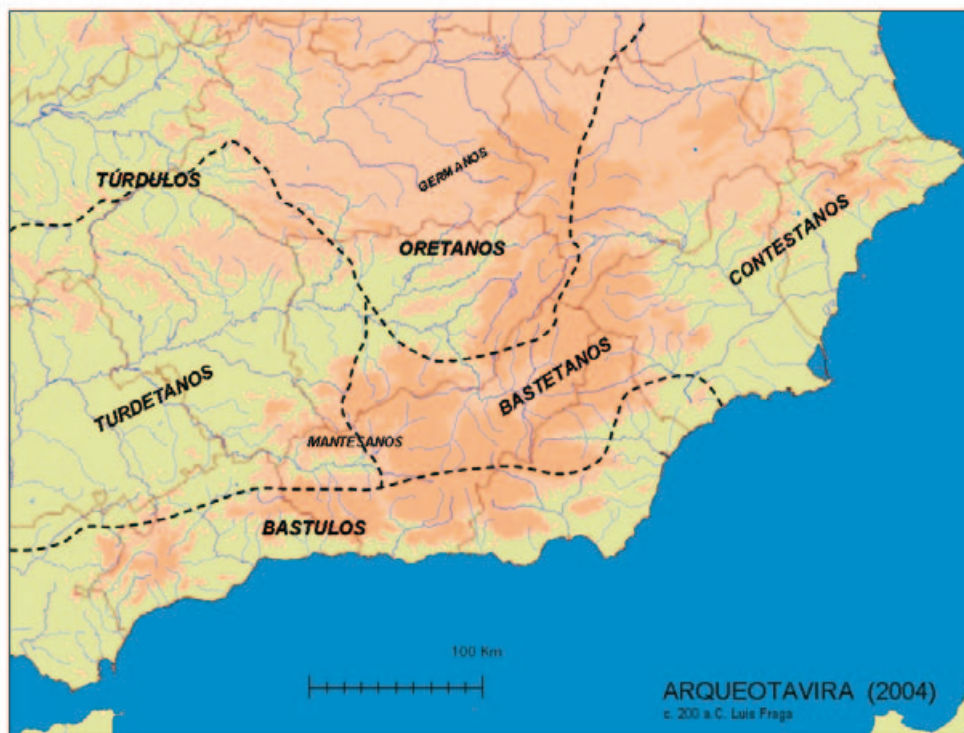 GERMANOS
TÚRDULOS
ORETANOS
CONTESTANOS
BASTETANOS
TURDETANOS
MANTESANOS
BASTULOS
100 Km
ARQUEOTAVIRA (2004)
c. 200 a.C. Luis Fraga